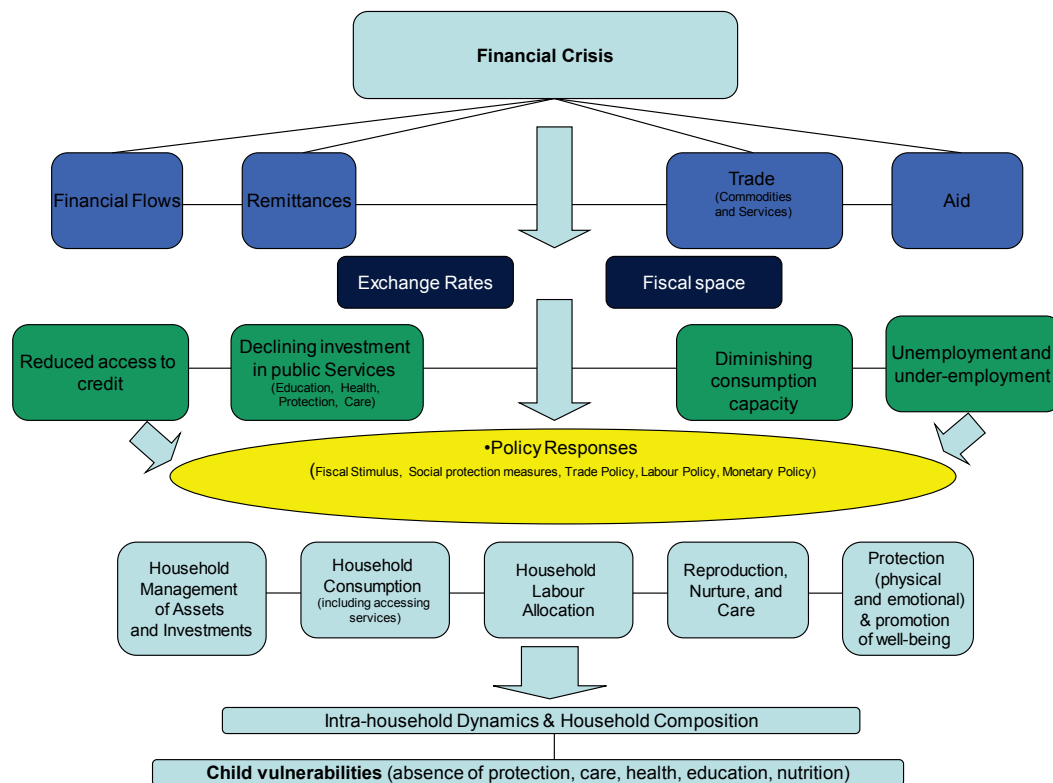 Financial Crisis
Financial Flows
Remittances
Trade
(Commodities
and Services)
Aid
Exchange Rates
Fiscal space
Reduced access to
credit
Declining investment
in public Services
(Education, Health,
Protection, Care)
Diminishing
consumption
capacity
Unemployment and
under-employment
•Policy Responses
(Fiscal Stimulus, Social protection measures, Trade Policy, Labour Policy, Monetary Policy)
Household
Management
of Assets
and Investments
Household
Consumption
(including accessing
services)
Household
Labour
Allocation
Reproduction,
Nurture, and
Care
Protection
(physical
and emotional)
& promotion
of well-being
Intra-household Dynamics & Household Composition
Child vulnerabilities (absence of protection, care, health, education, nutrition)